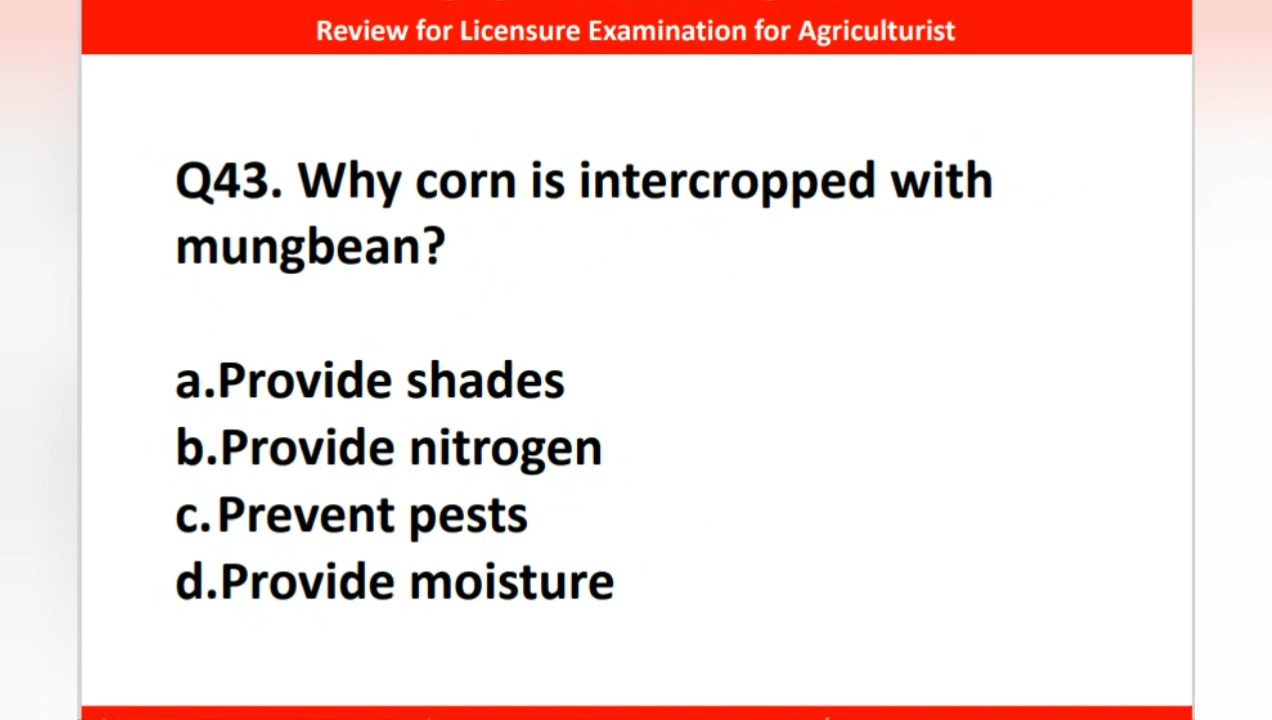 Review for Licensure Examination for Agriculturist
Q43. Why corn is intercropped with
mungbean?
a.Provide shades
b.Provide nitrogen
c.Prevent pests
d.Provide moisture